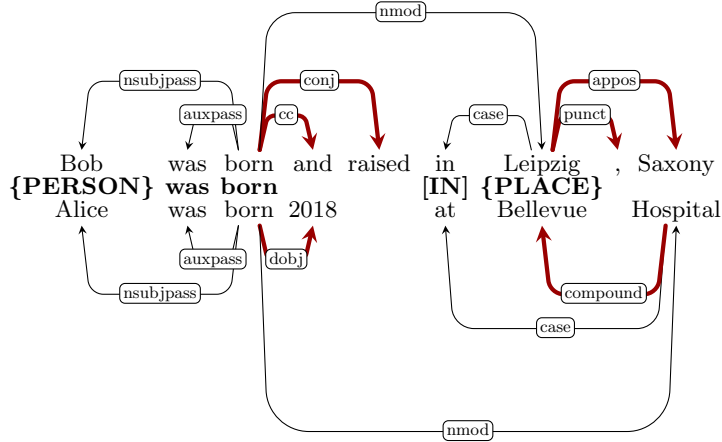 nmod
nsubjpass conj appos
auxpass cc case punct
Bob was born and raised in Leipzig , Saxony
{PERSON} was born [IN] {PLACE}
Alice was born 2018 at Bellevue Hospital
auxpass dobj
nsubjpass compound
case
nmod